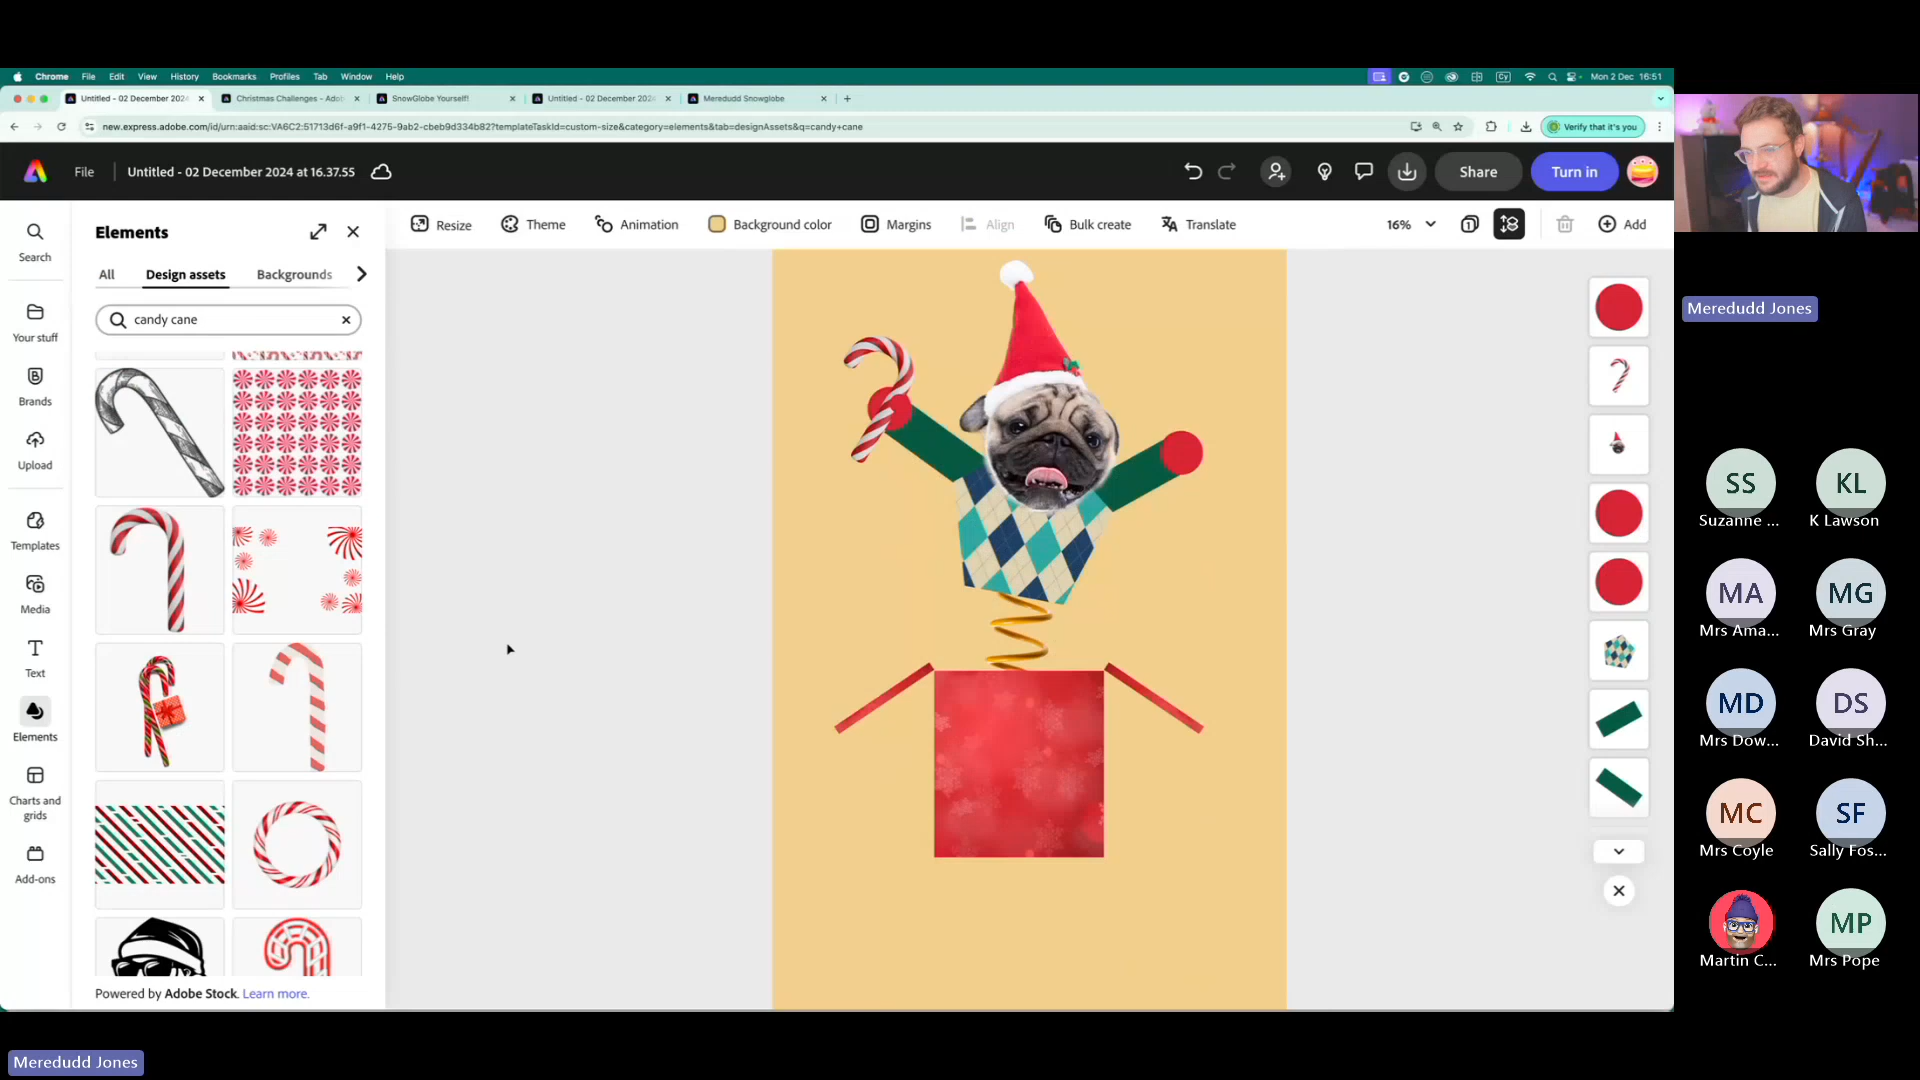 Chrome File Edit View History Bookmarks Profiles Tab Window Help
Mon 2 Dec 16:51
Untitled - 02 December 2024
Christmas Challenges - Adob
SnowGlobe Yourself!
Untitled - 02 December 2024
Meredudd Snowglobe
new.express.adobe.com/id/urn:aaid:sc:VA6C2:51713d6f-a9f1-4275-9ab2-cbeb9d334b82?templateTaskId=custom-size&category=elements&tab=designAssets&q=candy+cane
Verify that it's you
File
Untitled - 02 December 2024 at 16.37.55
Share
Turn in
Search
Your stuff
Brands
Upload
Templates
Media
Text
Elements
Charts and
grids
Add-ons
Elements
All Design assets Backgrounds
candy cane
Powered by Adobe Stock. Learn more.
Resize Theme Animation Background color Margins Align Bulk create Translate
16%
1
Add
Meredudd Jones
SS
Suzanne ...
KL
K Lawson
MA
Mrs Ama...
MG
Mrs Gray
MD
Mrs Dow...
DS
David Sh...
MC
Mrs Coyle
SF
Sally Fos...
Martin C...
MP
Mrs Pope
Meredudd Jones